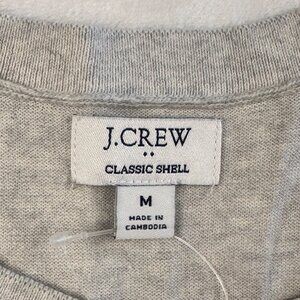 J.CREW
CLASSIC SHELL
M
MADE IN
CAMBODIA